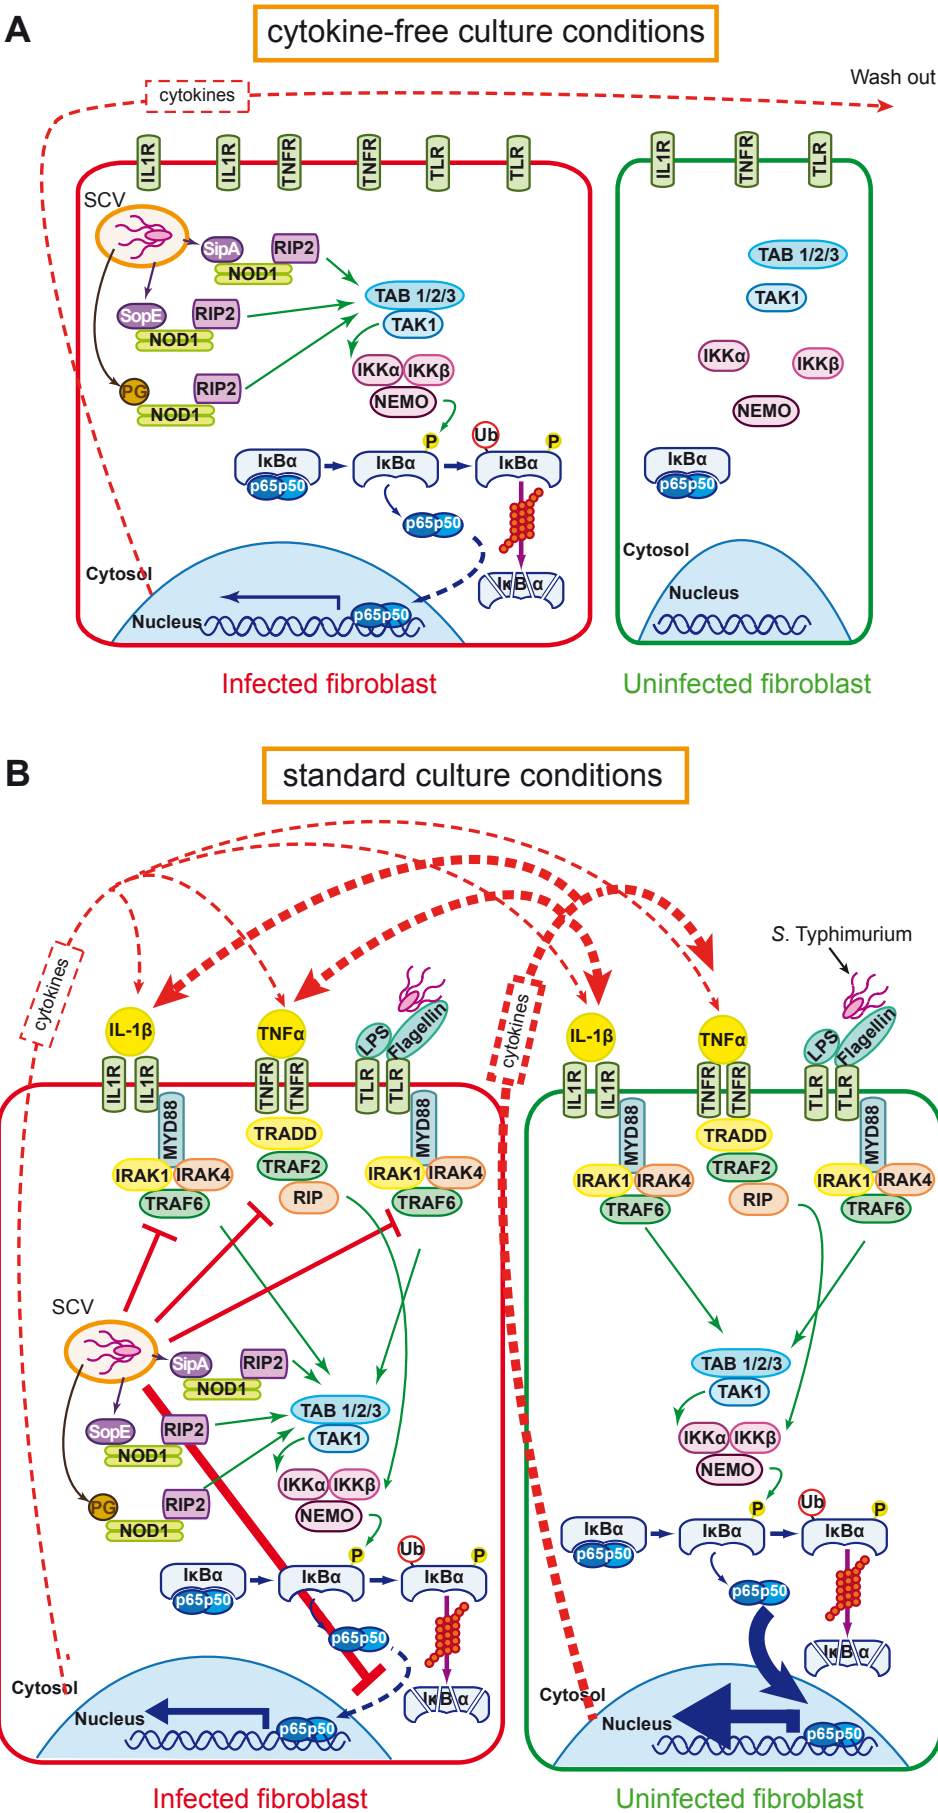 A
cytokine-free culture conditions
Wash out
cytokines
IL1R
IL1R
TNFR
TNFR
TLR
TLR
IL1R
TNFR
TLR
SCV
SipA
RIP2
NOD1
TAB 1/2/3
TAK1
SopE
RIP2
NOD1
IKKα
IKKβ
NEMO
PG
RIP2
NOD1
P
Ub
P
IκBα
p65p50
IκBα
IκBα
p65p50
IκBα
Cytosol
Nucleus
p65p50
TAB 1/2/3
TAK1
IKKα
IKKβ
NEMO
IκBα
p65p50
Cytosol
Nucleus
Infected fibroblast
Uninfected fibroblast
B
standard culture conditions
S. Typhimurium
cytokines
cytokines
IL-1β
TNFα
LPS
Flagellin
IL1R
IL1R
TNFR
TNFR
TLR
TLR
MYD88
TRADD
MYD88
IRAK1
IRAK4
TRAF6
TRAF2
RIP
IRAK1
IRAK4
TRAF6
SCV
SipA
RIP2
NOD1
SopE
RIP2
NOD1
TAB 1/2/3
TAK1
PG
RIP2
NOD1
IKKα
IKKβ
NEMO
P
Ub
P
IκBα
p65p50
IκBα
IκBα
p65p50
IκBα
Cytosol
Nucleus
p65p50
IL-1β
TNFα
LPS
Flagellin
IL1R
IL1R
TNFR
TNFR
TLR
TLR
MYD88
TRADD
MYD88
IRAK1
IRAK4
TRAF6
TRAF2
RIP
IRAK1
IRAK4
TRAF6
TAB 1/2/3
TAK1
IKKα
IKKβ
NEMO
P
Ub
P
IκBα
p65p50
IκBα
IκBα
p65p50
IκBα
Cytosol
Nucleus
p65p50
Infected fibroblast
Uninfected fibroblast